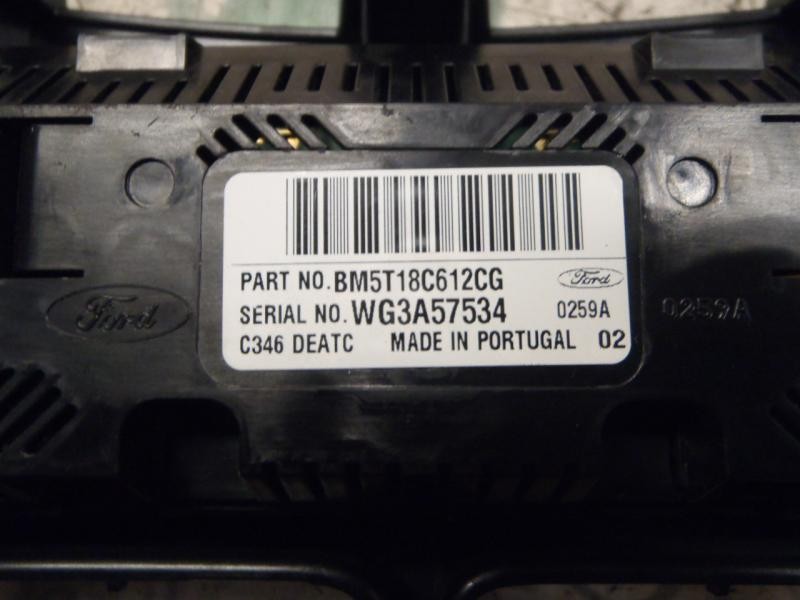 PART NO. BM5T18C612CG
Ford
SERIAL NO. WG3A57534
0259A
C346 DEATC MADE IN PORTUGAL 02
Ford
0259A